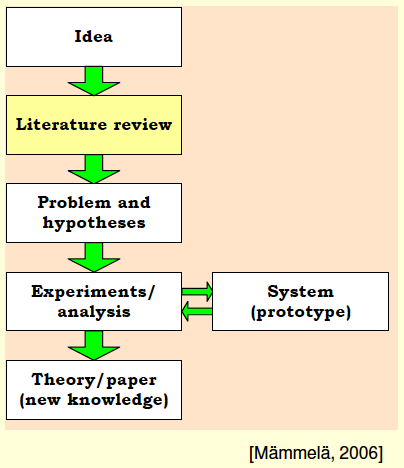 Idea
Literature review
Problem and
hypotheses
Experiments/
analysis
System
(prototype)
Theory/paper
(new knowledge)
[Mämmelä, 2006]